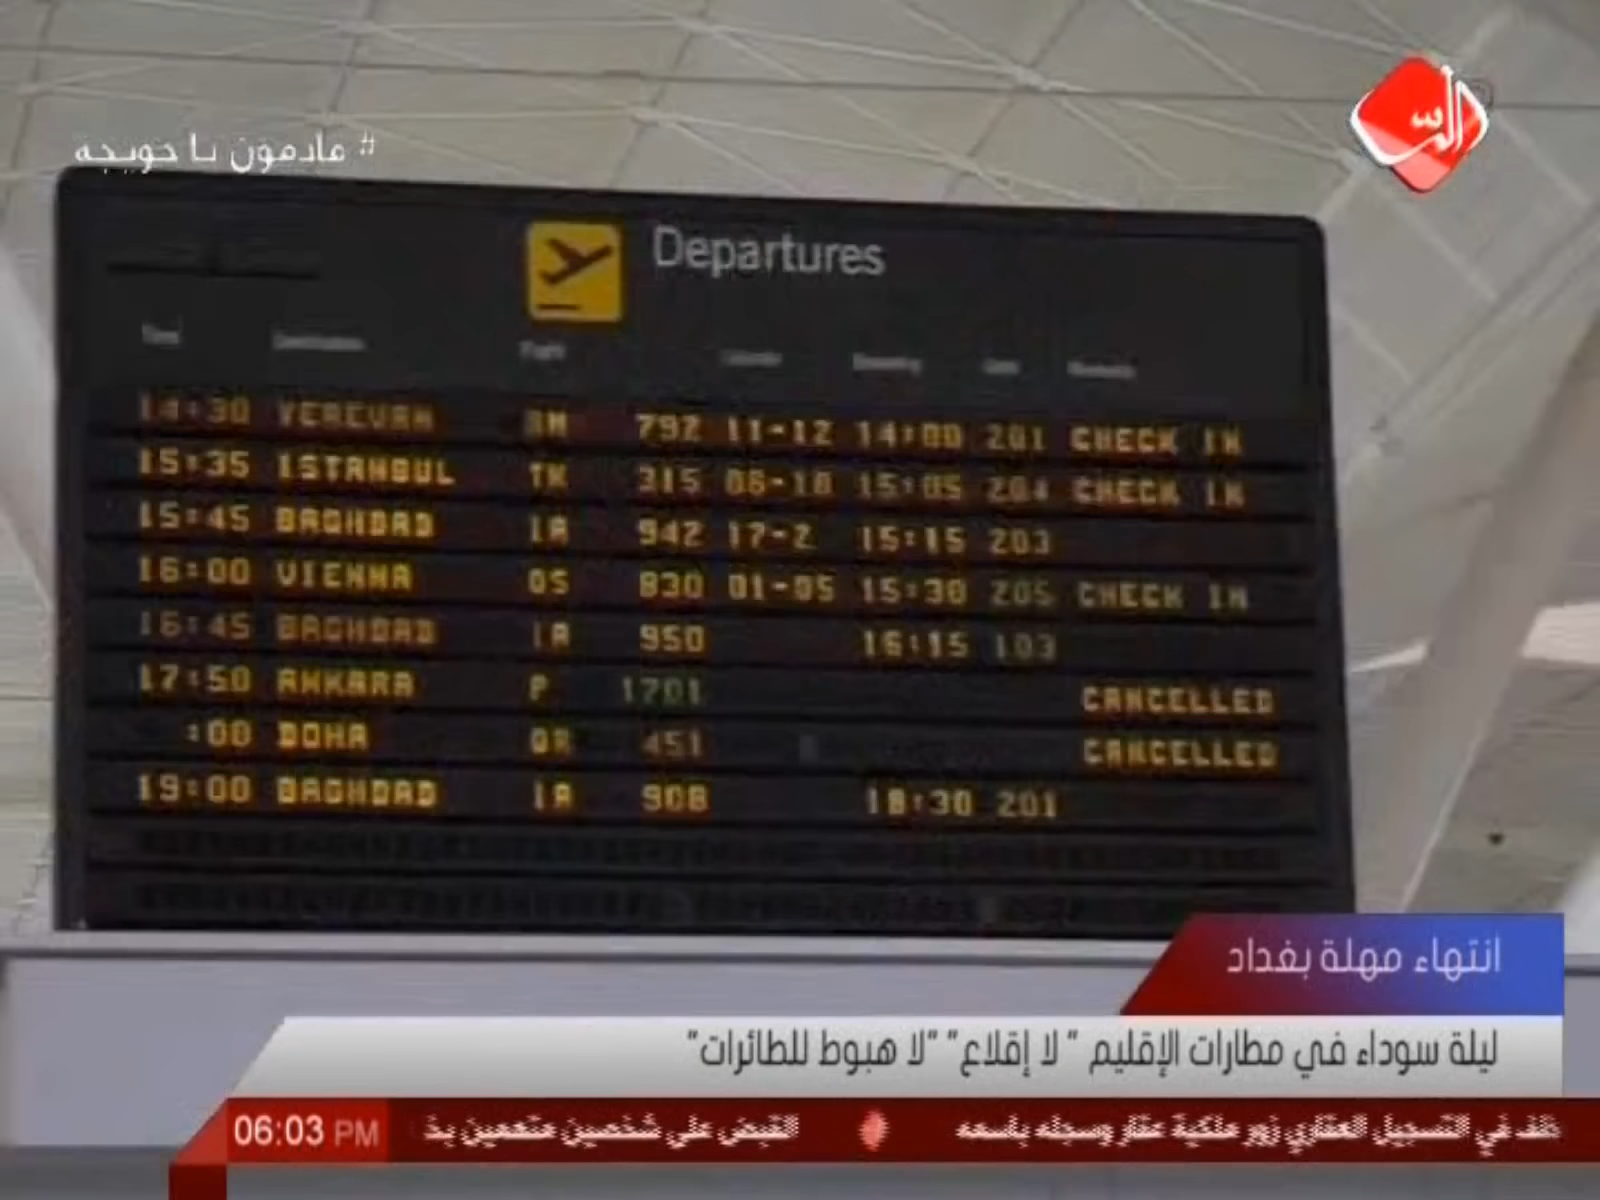 # قادمون يا حويجة
Departures
14:30 YEREVAN 792 11-12 14:00 201 CHECK IN
15:35 ISTANBUL TK 315 06-10 15:05 204 CHECK IN
15:45 BAGHDAD IA 942 17-2 15:15 203
16:00 VIENNA OS 830 01-05 15:30 205 CHECK IN
16:45 BAGHDAD IA 950 16:15 103
17:50 ANKARA P 1701 CANCELLED
:00 DOHA QR 451 CANCELLED
19:00 BAGHDAD IA 908 18:30 201
انتهاء مهلة بغداد
ليلة سوداء في مطارات الإقليم " لا إقلاع" "لا هبوط للطائرات"
في التسجيل العقاري زور ملكية عقار وسجله باسمه القبض على شخصين متهمين
06:03 PM